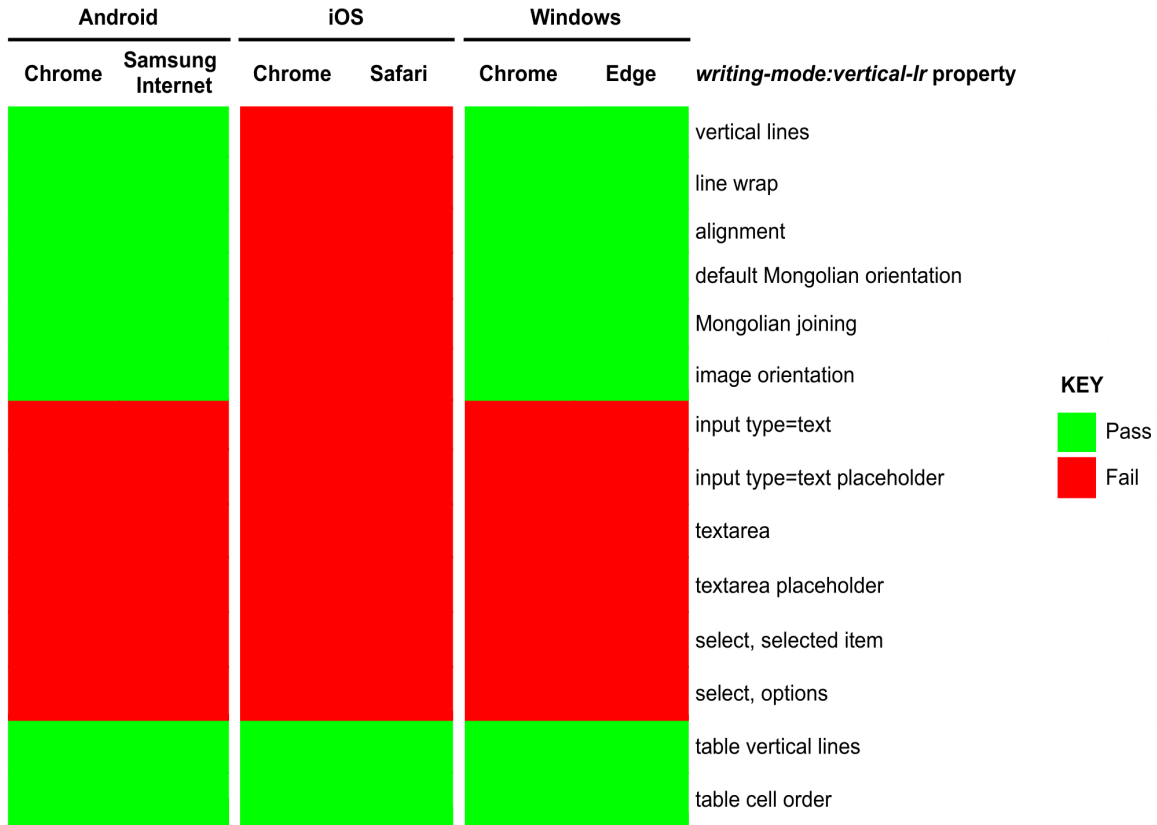 Android iOS Windows
Chrome Samsung Internet Chrome Safari Chrome Edge writing-mode:vertical-lr property
vertical lines
line wrap
alignment
default Mongolian orientation
Mongolian joining
image orientation
input type=text
input type=text placeholder
textarea
textarea placeholder
select, selected item
select, options
table vertical lines
table cell order
KEY
Pass
Fail